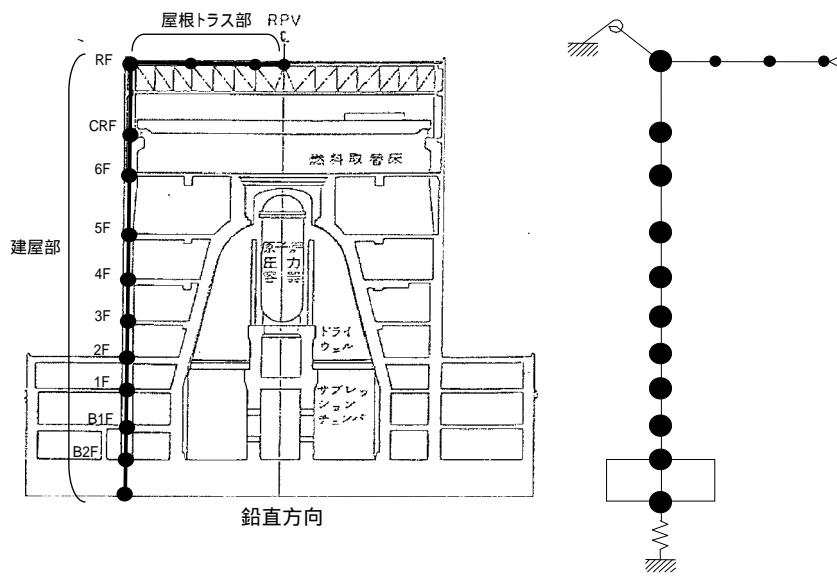 屋根トラス部 RPV
℄
RF
CRF
燃料取替床
6F
5F
建屋部
原子炉
圧力
容器
4F
3F
ドライ
ウェル
2F
1F
サプレッ
ション
チェンバ
B1F
B2F
鉛直方向